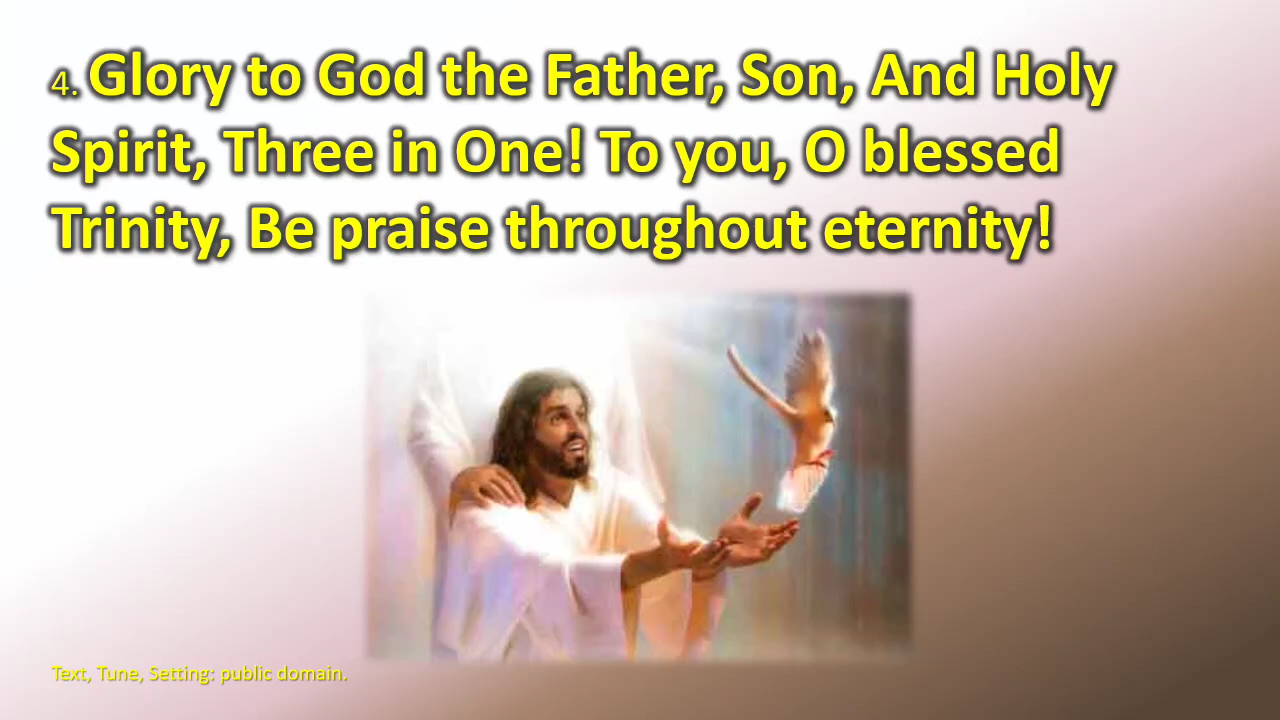 4. Glory to God the Father, Son, And Holy
Spirit, Three in One! To you, O blessed
Trinity, Be praise throughout eternity!
Text, Tune, Setting: public domain.